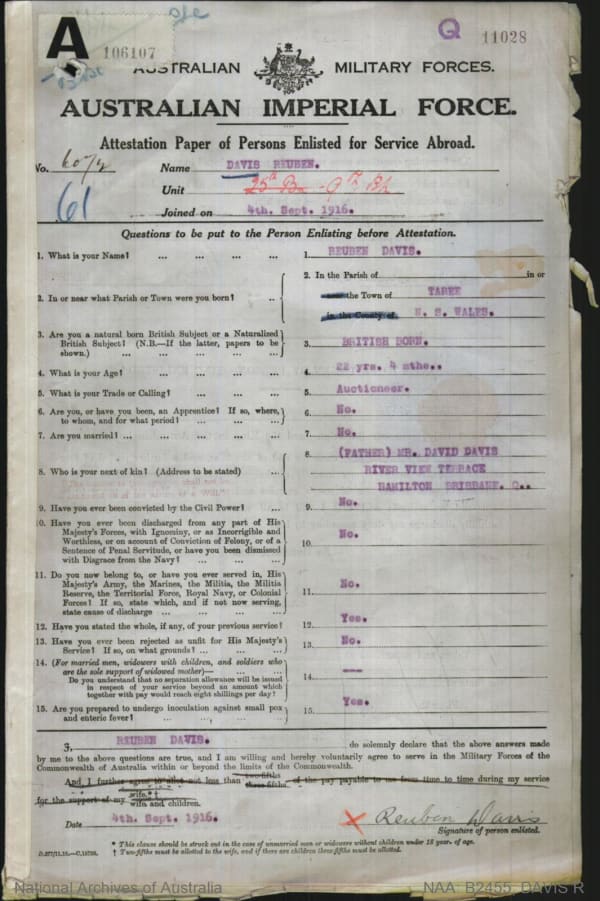 A 106107
Q 11028
AUSTRALIAN MILITARY FORCES.
AUSTRALIAN IMPERIAL FORCE.
Attestation Paper of Persons Enlisted for Service Abroad.
No. Name DAVIS REUBEN.
61 Unit 25th Bn - 9th Bn
Joined on 4th. Sept. 1916.
Questions to be put to the Person Enlisting before Attestation.
1. What is your Name? ... ... ... ... 1. REUBEN DAVIS.
2. In or near what Parish or Town were you born? .. 2. In the Parish of in or
near the Town of TAREE
in the County of N. S. WALES.
3. Are you a natural born British Subject or a Naturalized
British Subject? (N.B.—If the latter, papers to be
shown.) ... ... ... ... 3. BRITISH BORN.
4. What is your Age? ... ... ... ... 4. 22 yrs. 4 mths..
5. What is your Trade or Calling? ... ... ... 5. Auctioneer.
6. Are you, or have you been, an Apprentice? If so, where,
to whom, and for what period? ... ... ... 6. No.
7. Are you married? ... ... ... ... ... 7. No.
8. Who is your next of kin? (Address to be stated) ... 8. (FATHER) MR. DAVID DAVIS
RIVER VIEW TERRACE
HAMILTON BRISBANE. Q..
9. Have you ever been convicted by the Civil Power? ... 9. No.
0. Have you ever been discharged from any part of His
Majesty's Forces, with Ignominy, or as Incorrigible and
Worthless, or on account of Conviction of Felony, or of a
Sentence of Penal Servitude, or have you been dismissed
with Disgrace from the Navy? ... ... ... 10. No.
11. Do you now belong to, or have you ever served in, His
Majesty's Army, the Marines, the Militia, the Militia
Reserve, the Territorial Force, Royal Navy, or Colonial
Forces? If so, state which, and if not now serving,
state cause of discharge ... ... ... ... 11. No.
12. Have you stated the whole, if any, of your previous service? 12. Yes.
13. Have you ever been rejected as unfit for His Majesty's
Service? If so, on what grounds? ... ... ... 13. No.
14. (For married men, widowers with children, and soldiers who
are the sole support of widowed mother)— ... ...
Do you understand that no separation allowance will be issued
in respect of your service beyond an amount which
together with pay would reach eight shillings per day? 14. —
15. Are you prepared to undergo inoculation against small pox
and enteric fever? ... ... ... ... 15. Yes.
I, REUBEN DAVIS. do solemnly declare that the above answers made
by me to the above questions are true, and I am willing and hereby voluntarily agree to serve in the Military Forces of the
Commonwealth of Australia within or beyond the limits of the Commonwealth.
And, I further agree to allot not less than two-fifths three-fifths of the pay payable to me from time to time during my service
for the support of my wife.*† wife and children.
Date 4th. Sept. 1916. X Reuben Davis
Signature of person enlisted.
* This clause should be struck out in the case of unmarried men or widowers without children under 18 year. of age.
† Two-fifths must be allotted to the wife, and if there are children three-fifths must be allotted.
National Archives of Australia NAA B2455, DAVIS R